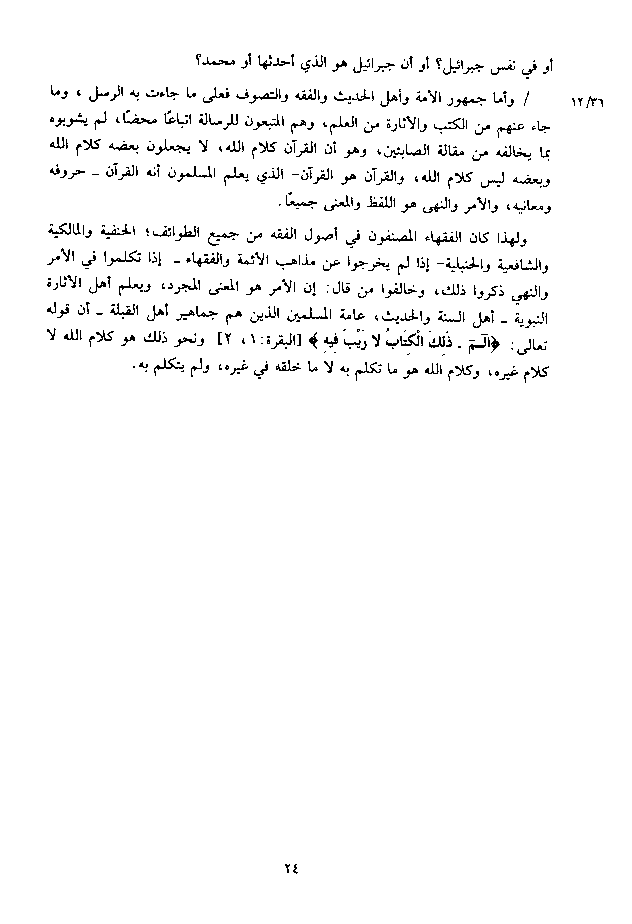 أو في نفس جبرائيل؟ أو أن جبرائيل هو الذي أحدثها أو محمد؟
١٢/٣٦ / وأما جمهور الأمة وأهل الحديث والفقه والتصوف فعلى ما جاءت به الرسل ، وما
جاء عنهم من الكتب والأثارة من العلم، وهم المتبعون للرسالة اتباعًا محضًا، لم يشوبوه
بما يخالفه من مقالة الصابئين، وهو أن القرآن كلام الله، لا يجعلون بعضه كلام الله
وبعضه ليس كلام الله، والقرآن هو القرآن- الذي يعلم المسلمون أنه القرآن - حروفه
ومعانيه، والأمر والنهى هو اللفظ والمعنى جميعًا.
ولهذا كان الفقهاء المصنفون في أصول الفقه من جميع الطوائف؛ الحنفية والمالكية
والشافعية والحنبلية- إذا لم يخرجوا عن مذاهب الأئمة والفقهاء - إذا تكلموا في الأمر
والنهي ذكروا ذلك، وخالفوا من قال: إن الأمر هو المعنى المجرد، ويعلم أهل الأثارة
النبوية - أهل السنة والحديث، عامة المسلمين الذين هم جماهير أهل القبلة - أن قوله
تعالى: ﴿الٓمٓ . ذَلِكَ الْكِتَابُ لا رَيْبَ فِيهِ﴾ [البقرة: ١، ٢] ونحو ذلك هو كلام الله لا
كلام غيره، وكلام الله هو ما تكلم به لا ما خلقه في غيره، ولم يتكلم به.
٢٤